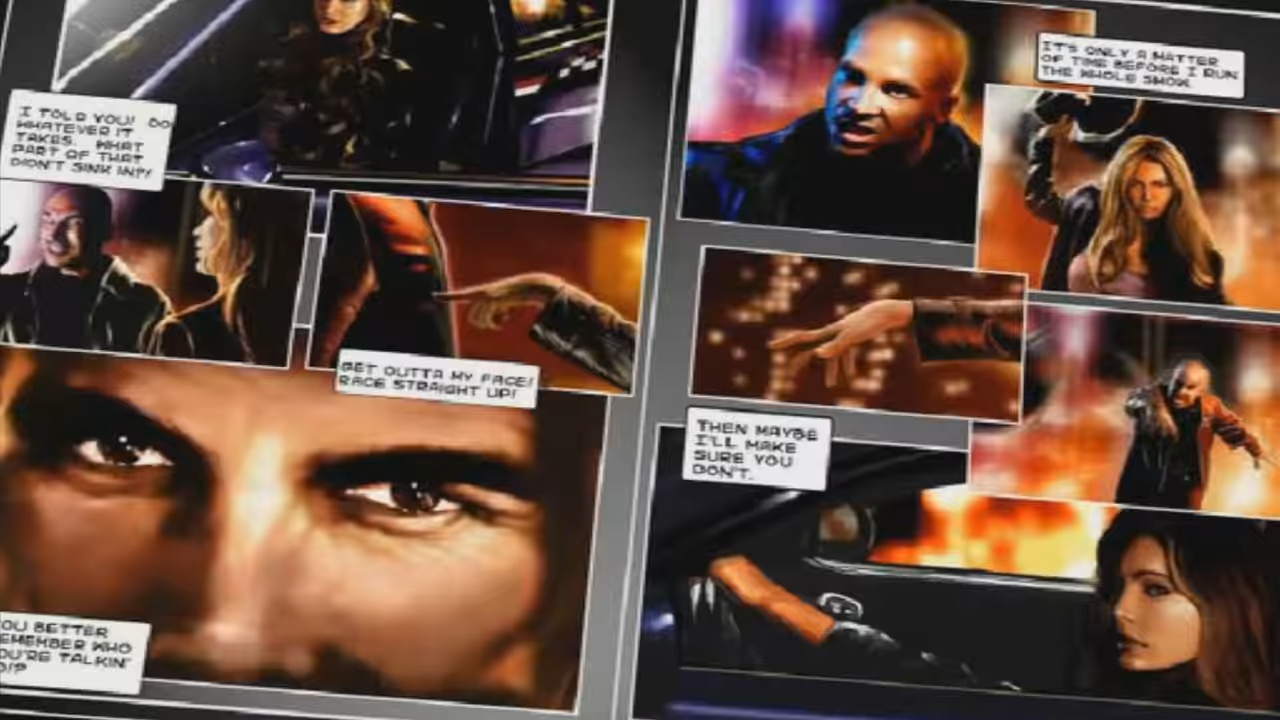 I TOLD YOU! DO
WHATEVER IT
TAKES. WHAT
PART OF THAT
DIDN'T SINK IN?!
GET OUTTA MY FACE!
RACE STRAIGHT UP!
OU BETTER
EMEMBER WHO
OU'RE TALKIN'
O!?
IT'S ONLY A MATTER
OF TIME BEFORE I RUN
THE WHOLE SHOW.
THEN MAYBE
I'LL MAKE
SURE YOU
DON'T.